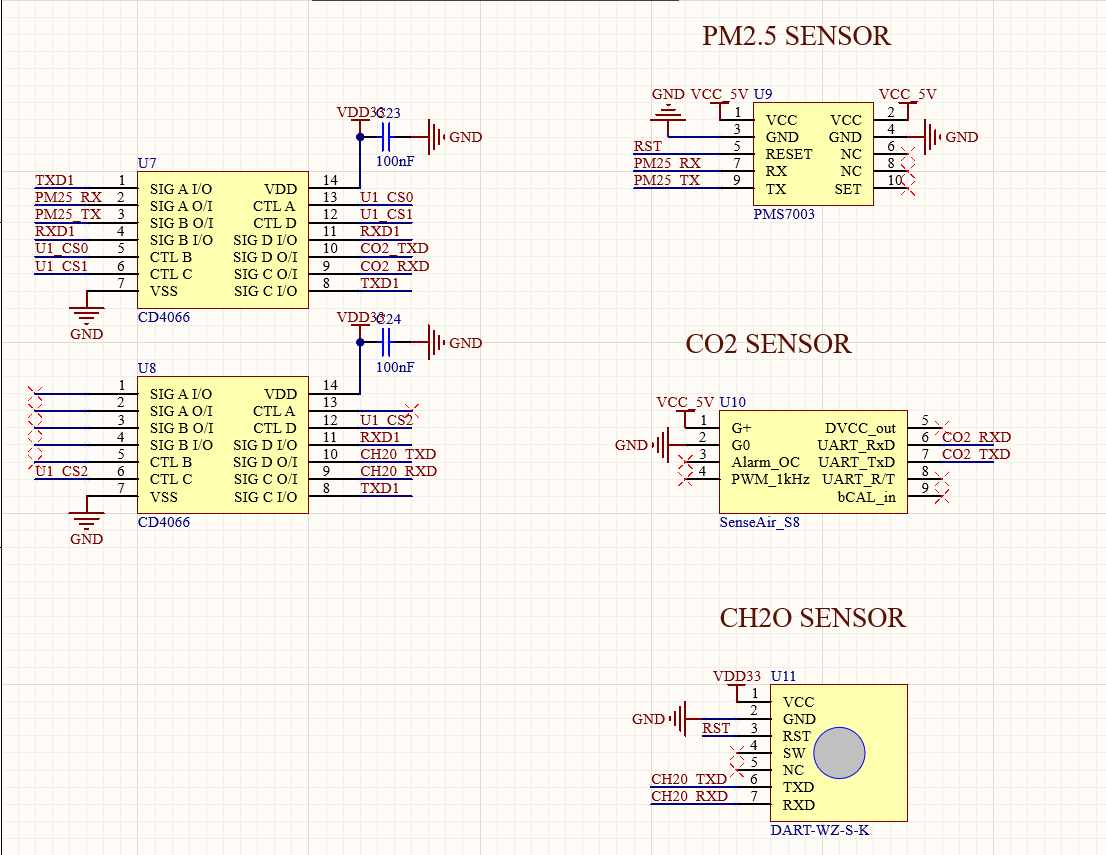 PM2.5 SENSOR
VDD33 C23
GND
100nF
U7
TXD1 1 SIG A I/O VDD 14
PM25_RX 2 SIG A O/I CTL A 13 U1_CS0
PM25_TX 3 SIG B O/I CTL D 12 U1_CS1
RXD1 4 SIG B I/O SIG D I/O 11 RXD1
U1_CS0 5 CTL B SIG D O/I 10 CO2_TXD
U1_CS1 6 CTL C SIG C O/I 9 CO2_RXD
7 VSS SIG C I/O 8 TXD1
GND
CD4066
GND VCC_5V U9 VCC_5V
1 VCC VCC 2
3 GND GND 4 GND
RST 5 RESET NC 6
PM25_RX 7 RX NC 8
PM25_TX 9 TX SET 10
PMS7003
VDD33 C24
GND
100nF
U8
1 SIG A I/O VDD 14
2 SIG A O/I CTL A 13
3 SIG B O/I CTL D 12 U1_CS2
4 SIG B I/O SIG D I/O 11 RXD1
5 CTL B SIG D O/I 10 CH20_TXD
U1_CS2 6 CTL C SIG C O/I 9 CH20_RXD
7 VSS SIG C I/O 8 TXD1
GND
CD4066
CO2 SENSOR
VCC_5V U10
1 G+ DVCC_out 5
GND 2 G0 UART_RxD 6 CO2_RXD
3 Alarm_OC UART_TxD 7 CO2_TXD
4 PWM_1kHz UART_R/T 8
bCAL_in 9
SenseAir_S8
CH2O SENSOR
VDD33 U11
1 VCC
GND 2 GND
RST 3 RST
4 SW
5 NC
CH20_TXD 6 TXD
CH20_RXD 7 RXD
DART-WZ-S-K